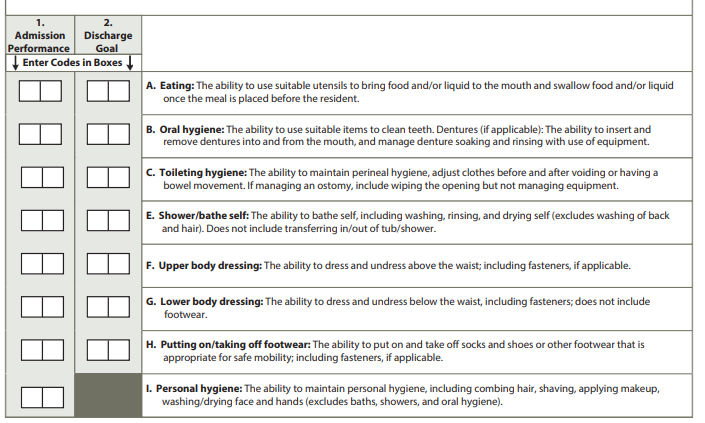 1.
Admission
Performance
2.
Discharge
Goal
Enter Codes in Boxes
A. Eating: The ability to use suitable utensils to bring food and/or liquid to the mouth and swallow food and/or liquid
once the meal is placed before the resident.
B. Oral hygiene: The ability to use suitable items to clean teeth. Dentures (if applicable): The ability to insert and
remove dentures into and from the mouth, and manage denture soaking and rinsing with use of equipment.
C. Toileting hygiene: The ability to maintain perineal hygiene, adjust clothes before and after voiding or having a
bowel movement. If managing an ostomy, include wiping the opening but not managing equipment.
E. Shower/bathe self: The ability to bathe self, including washing, rinsing, and drying self (excludes washing of back
and hair). Does not include transferring in/out of tub/shower.
F. Upper body dressing: The ability to dress and undress above the waist; including fasteners, if applicable.
G. Lower body dressing: The ability to dress and undress below the waist, including fasteners; does not include
footwear.
H. Putting on/taking off footwear: The ability to put on and take off socks and shoes or other footwear that is
appropriate for safe mobility; including fasteners, if applicable.
I. Personal hygiene: The ability to maintain personal hygiene, including combing hair, shaving, applying makeup,
washing/drying face and hands (excludes baths, showers, and oral hygiene).